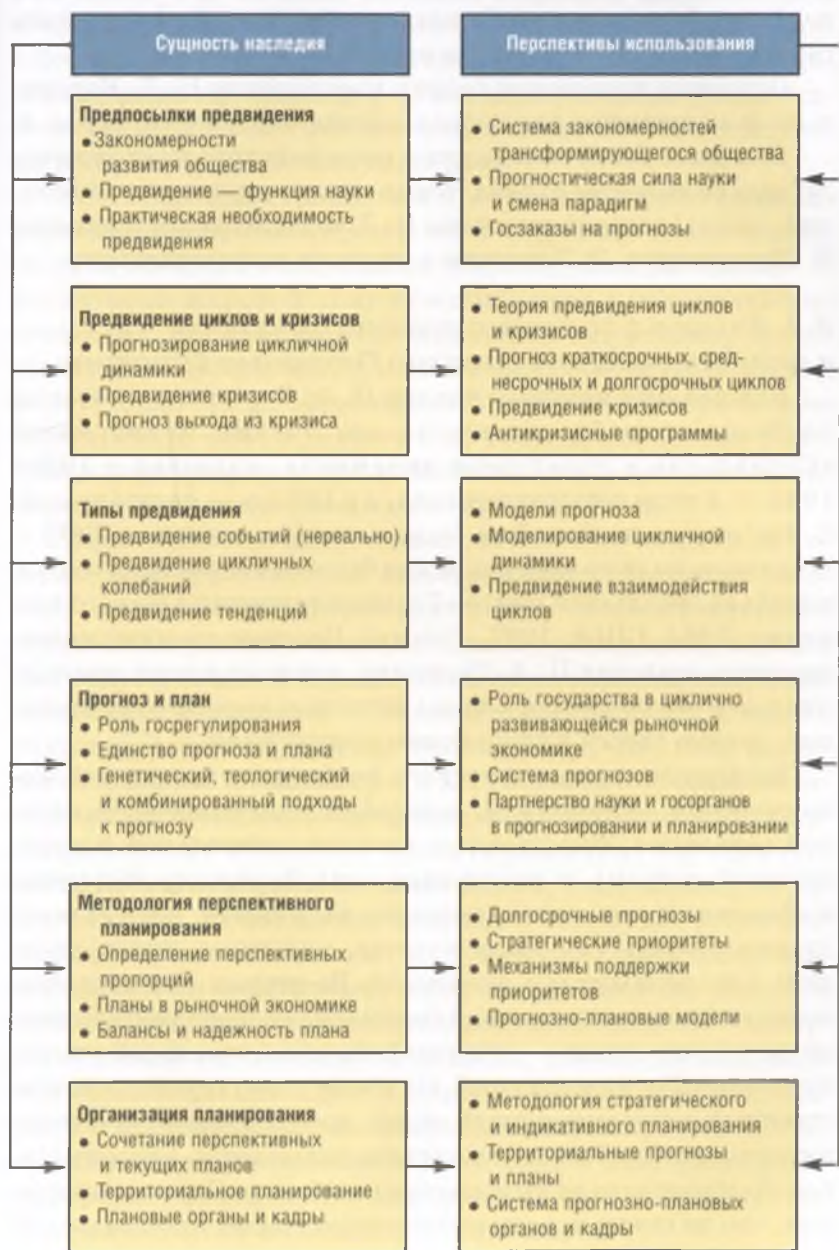 Сущность наследия
Перспективы использования
Предпосылки предвидения
● Закономерности
развития общества
● Предвидение — функция науки
● Практическая необходимость
предвидения
● Система закономерностей
трансформирующегося общества
● Прогностическая сила науки
и смена парадигм
● Госзаказы на прогнозы
Предвидение циклов и кризисов
● Прогнозирование цикличной
динамики
● Предвидение кризисов
● Прогноз выхода из кризиса
● Теория предвидения циклов
и кризисов
● Прогноз краткосрочных, сред-
несрочных и долгосрочных циклов
● Предвидение кризисов
● Антикризисные программы
Типы предвидения
● Предвидение событий (нереально)
● Предвидение цикличных
колебаний
● Предвидение тенденций
● Модели прогноза
● Моделирование цикличной
динамики
● Предвидение взаимодействия
циклов
Прогноз и план
● Роль госрегулирования
● Единство прогноза и плана
● Генетический, теологический
и комбинированный подходы
к прогнозу
● Роль государства в циклично
развивающейся рыночной
экономике
● Система прогнозов
● Партнерство науки и госорганов
в прогнозировании и планировании
Методология перспективного
планирования
● Определение перспективных
пропорций
● Планы в рыночной экономике
● Балансы и надежность плана
● Долгосрочные прогнозы
● Стратегические приоритеты
● Механизмы поддержки
приоритетов
● Прогнозно-плановые модели
Организация планирования
● Сочетание перспективных
и текущих планов
● Территориальное планирование
● Плановые органы и кадры
● Методология стратегического
и индикативного планирования
● Территориальные прогнозы
и планы
● Система прогнозно-плановых
органов и кадры